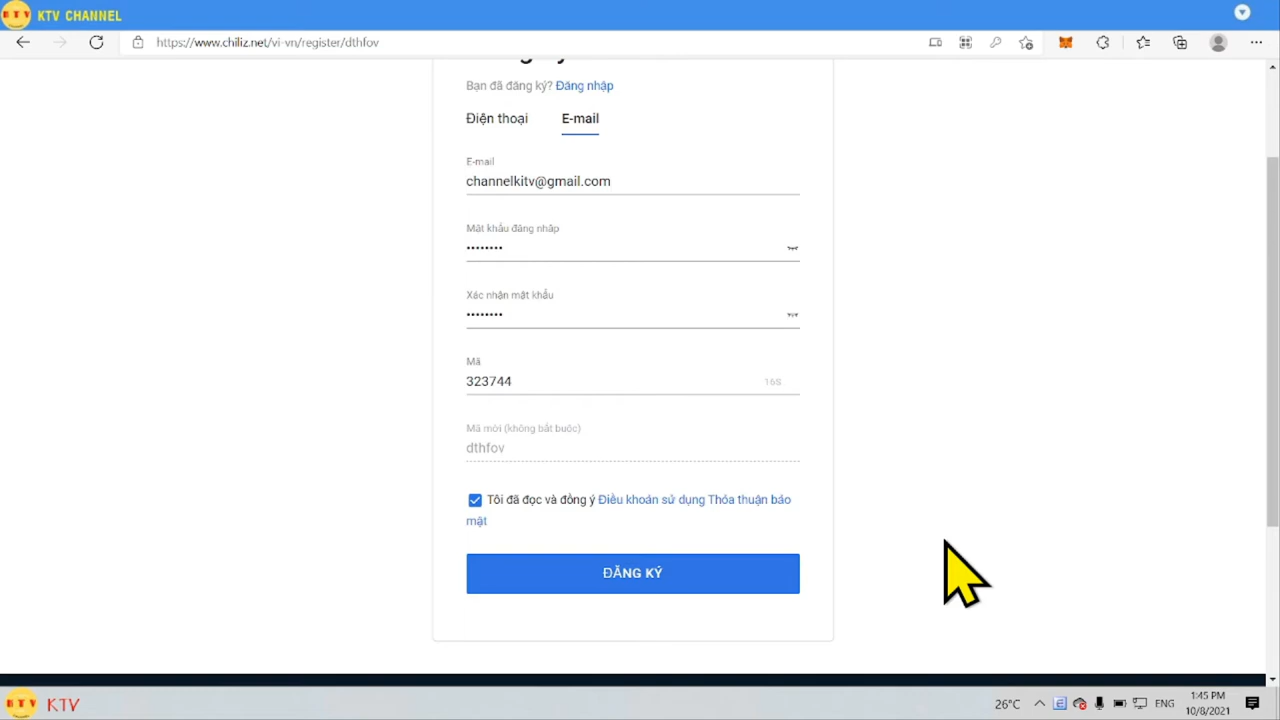 KTV KTV CHANNEL
https://www.chiliz.net/vi-vn/register/dthfov
Bạn đã đăng ký? Đăng nhập
Điện thoại E-mail
E-mail
channelkitv@gmail.com
Mật khẩu đăng nhập
••••••••
Xác nhận mật khẩu
••••••••
Mã
323744 16S
Mã mời (không bắt buộc)
dthfov
Tôi đã đọc và đồng ý Điều khoản sử dụng Thỏa thuận bảo
mật
ĐĂNG KÝ
KTV KTV
26°C ENG 1:45 PM
10/8/2021